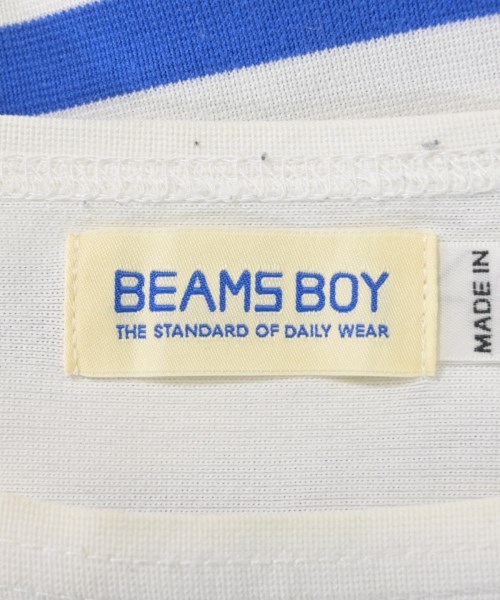 BEAMS BOY
THE STANDARD OF DAILY WEAR
MADE IN